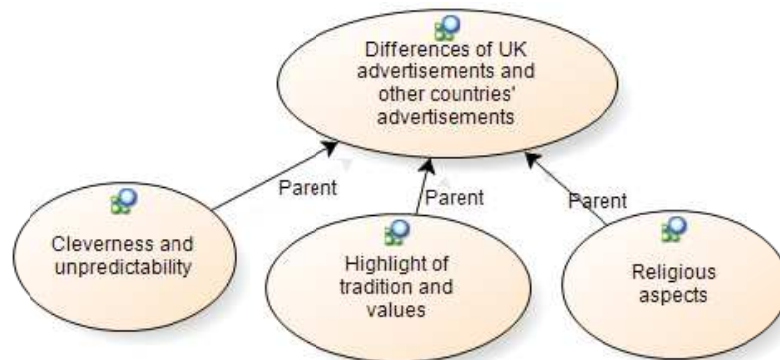 Differences of UK
advertisements and
other countries'
advertisements
Parent
Parent
Parent
Cleverness and
unpredictability
Highlight of
tradition and
values
Religious
aspects